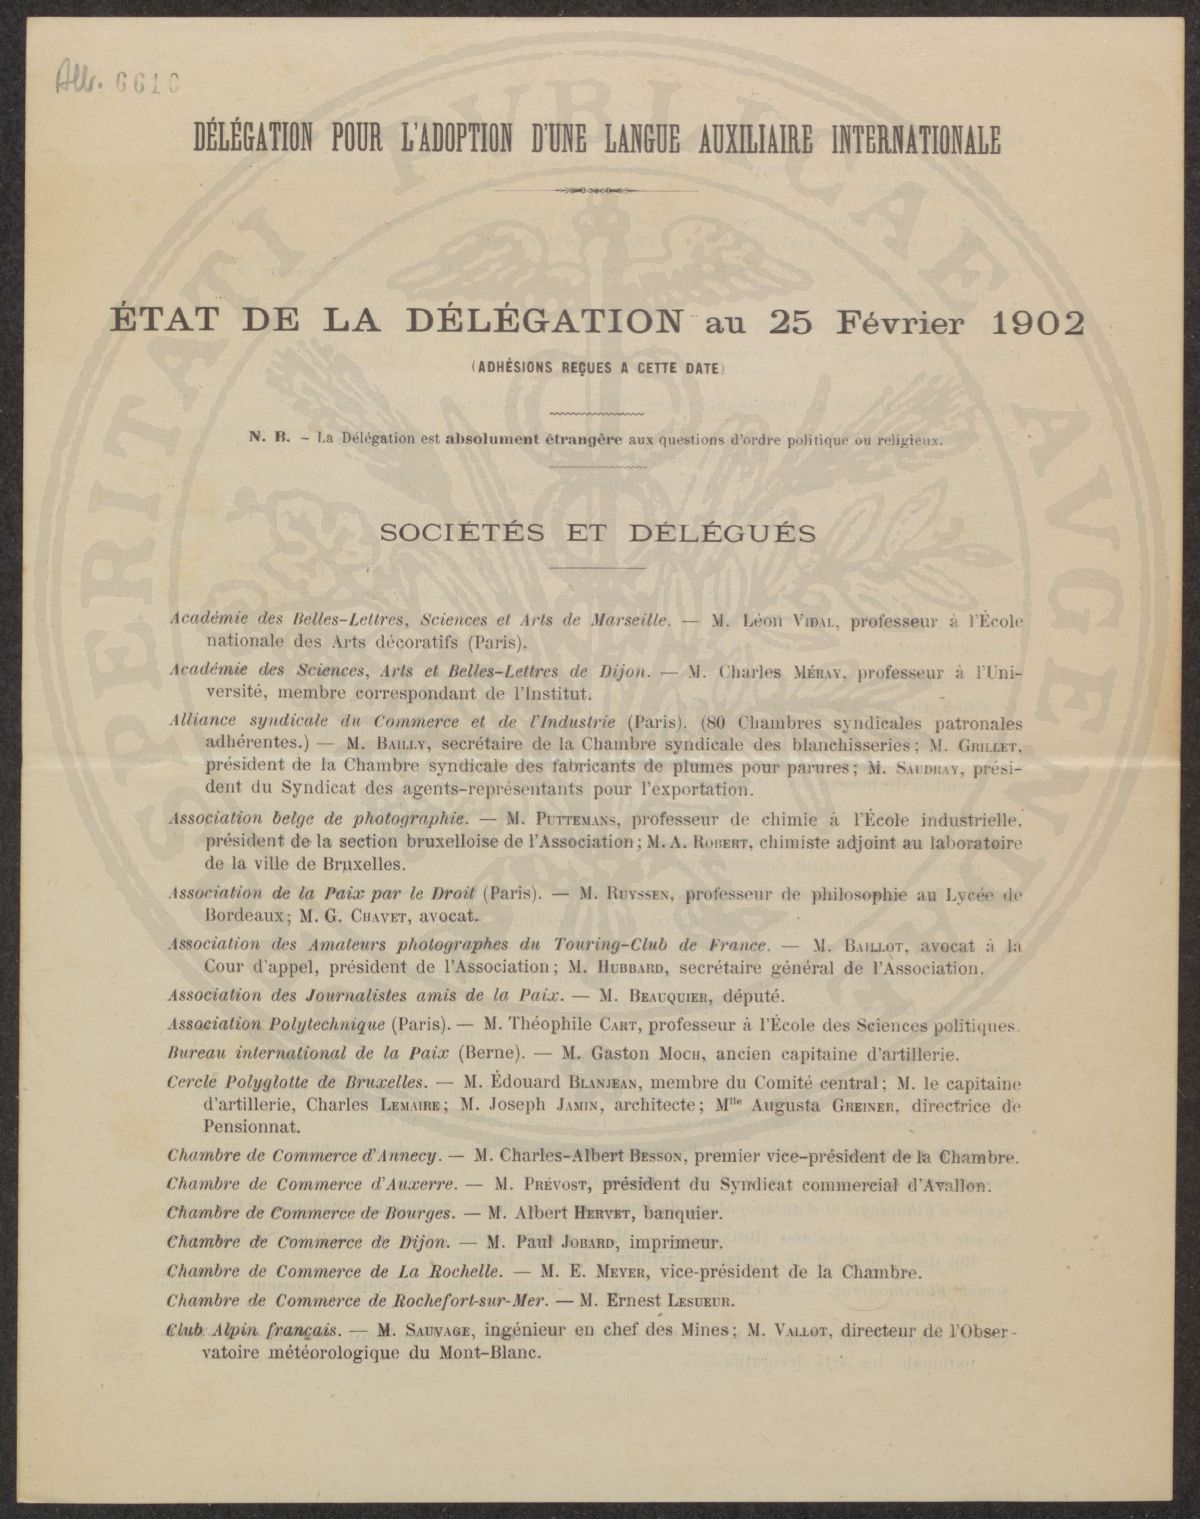 Alb. 6610
DÉLÉGATION POUR L'ADOPTION D'UNE LANGUE AUXILIAIRE INTERNATIONALE
ÉTAT DE LA DÉLÉGATION au 25 Février 1902
(ADHÉSIONS REÇUES A CETTE DATE)
N. B. – La Délégation est absolument étrangère aux questions d'ordre politique ou religieux.
SOCIÉTÉS ET DÉLÉGUÉS
Académie des Belles-Lettres, Sciences et Arts de Marseille. — M. Léon VIDAL, professeur à l'École
nationale des Arts décoratifs (Paris).
Académie des Sciences, Arts et Belles-Lettres de Dijon. — M. Charles MÉRAY, professeur à l'Uni-
versité, membre correspondant de l'Institut.
Alliance syndicale du Commerce et de l'Industrie (Paris). (80 Chambres syndicales patronales
adhérentes.) — M. BAILLY, secrétaire de la Chambre syndicale des blanchisseries; M. GRILLET,
président de la Chambre syndicale des fabricants de plumes pour parures; M. SAUDRAY, prési-
dent du Syndicat des agents-représentants pour l'exportation.
Association belge de photographie. — M. PUTTEMANS, professeur de chimie à l'École industrielle,
président de la section bruxelloise de l'Association; M. A. ROBERT, chimiste adjoint au laboratoire
de la ville de Bruxelles.
Association de la Paix par le Droit (Paris). — M. RUYSSEN, professeur de philosophie au Lycée de
Bordeaux; M. G. CHAVET, avocat.
Association des Amateurs photographes du Touring-Club de France. — M. BAILLOT, avocat à la
Cour d'appel, président de l'Association; M. HUBBARD, secrétaire général de l'Association.
Association des Journalistes amis de la Paix. — M. BEAUQUIER, député.
Association Polytechnique (Paris). — M. Théophile CART, professeur à l'École des Sciences politiques.
Bureau international de la Paix (Berne). — M. Gaston MOCH, ancien capitaine d'artillerie.
Cercle Polyglotte de Bruxelles. — M. Édouard BLANJEAN, membre du Comité central; M. le capitaine
d'artillerie, Charles LEMAIRE; M. Joseph JAMIN, architecte; Mlle Augusta GREINER, directrice de
Pensionnat.
Chambre de Commerce d'Annecy. — M. Charles-Albert BESSON, premier vice-président de la Chambre.
Chambre de Commerce d'Auxerre. — M. PRÉVOST, président du Syndicat commercial d'Avallon.
Chambre de Commerce de Bourges. — M. Albert HERVET, banquier.
Chambre de Commerce de Dijon. — M. Paul JOBARD, imprimeur.
Chambre de Commerce de La Rochelle. — M. E. MEYER, vice-président de la Chambre.
Chambre de Commerce de Rochefort-sur-Mer. — M. Ernest LESUEUR.
Club Alpin français. — M. SAUVAGE, ingénieur en chef des Mines; M. VALLOT, directeur de l'Obser-
vatoire météorologique du Mont-Blanc.